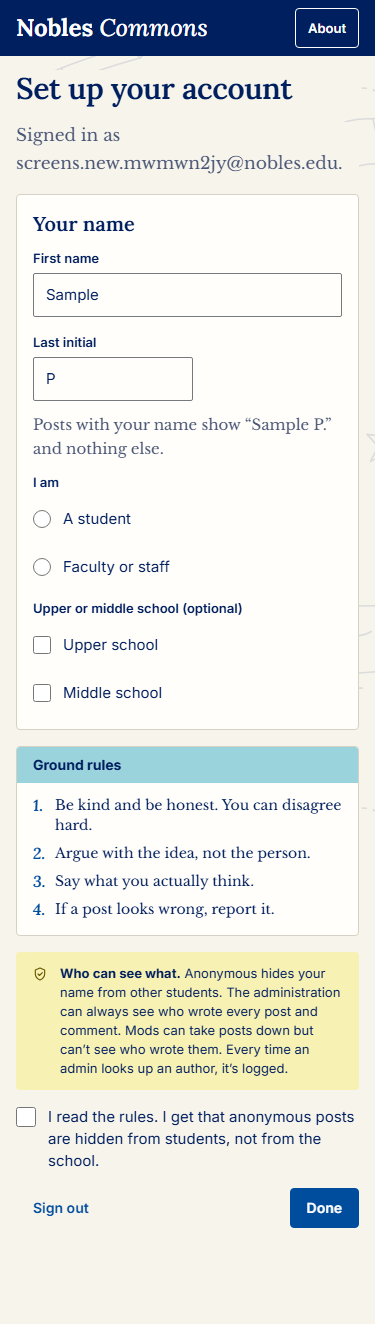 Nobles Commons
About
Set up your account
Signed in as
screens.new.mwmwn2jy@nobles.edu.
Your name
First name
Sample
Last initial
P
Posts with your name show “Sample P.”
and nothing else.
I am
A student
Faculty or staff
Upper or middle school (optional)
Upper school
Middle school
Ground rules
1. Be kind and be honest. You can disagree
hard.
2. Argue with the idea, not the person.
3. Say what you actually think.
4. If a post looks wrong, report it.
Who can see what. Anonymous hides your
name from other students. The administration
can always see who wrote every post and
comment. Mods can take posts down but
can’t see who wrote them. Every time an
admin looks up an author, it’s logged.
I read the rules. I get that anonymous posts
are hidden from students, not from the
school.
Sign out
Done